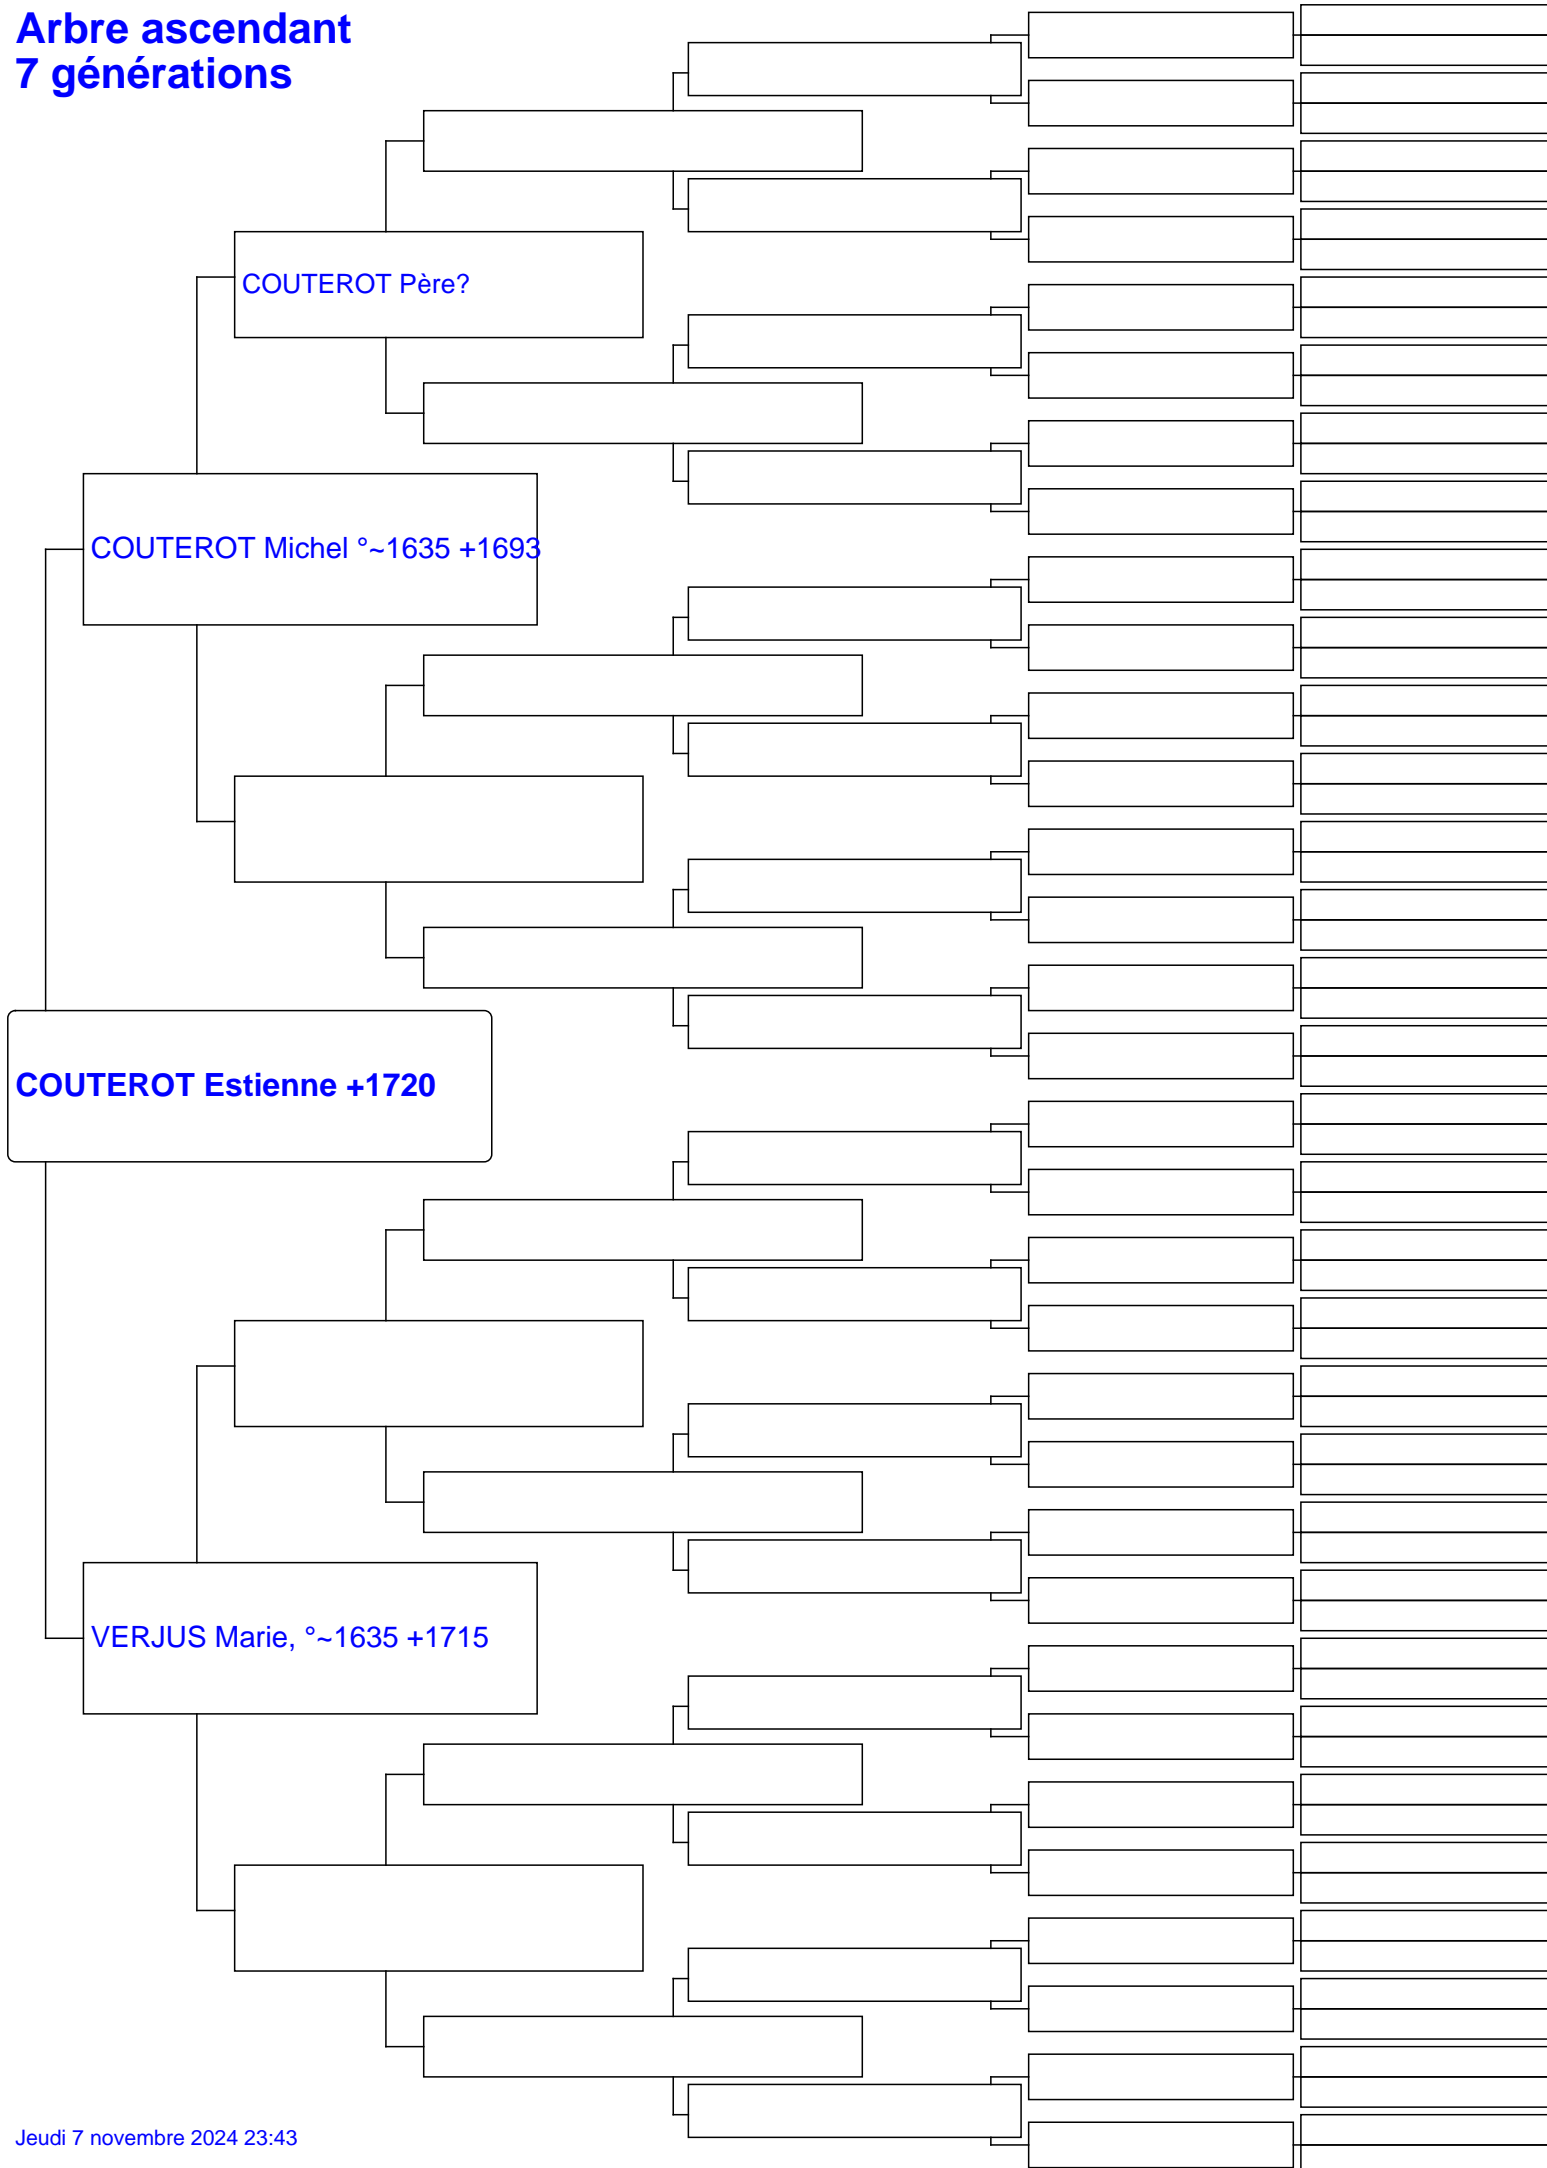 Arbre ascendant
7 générations
COUTEROT Père?
COUTEROT Michel °~1635 +1693
COUTEROT Estienne +1720
VERJUS Marie, °~1635 +1715
Jeudi 7 novembre 2024 23:43